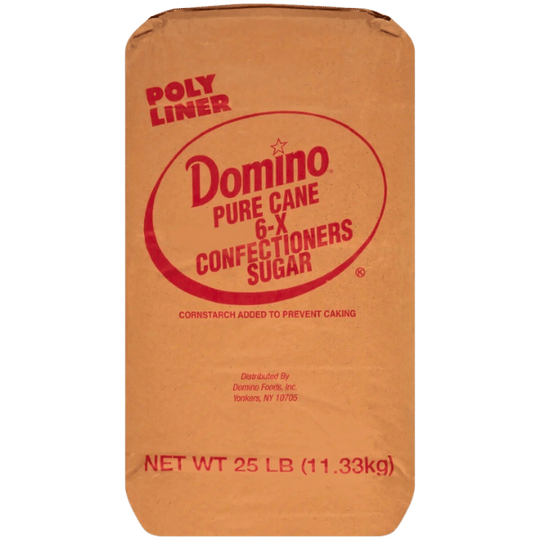 POLY
LINER
Domino®
PURE CANE
6-X
CONFECTIONERS
SUGAR
®
CORNSTARCH ADDED TO PREVENT CAKING
Distributed By
Domino Foods, Inc.
Yonkers, NY 10705
NET WT 25 LB (11.33kg)